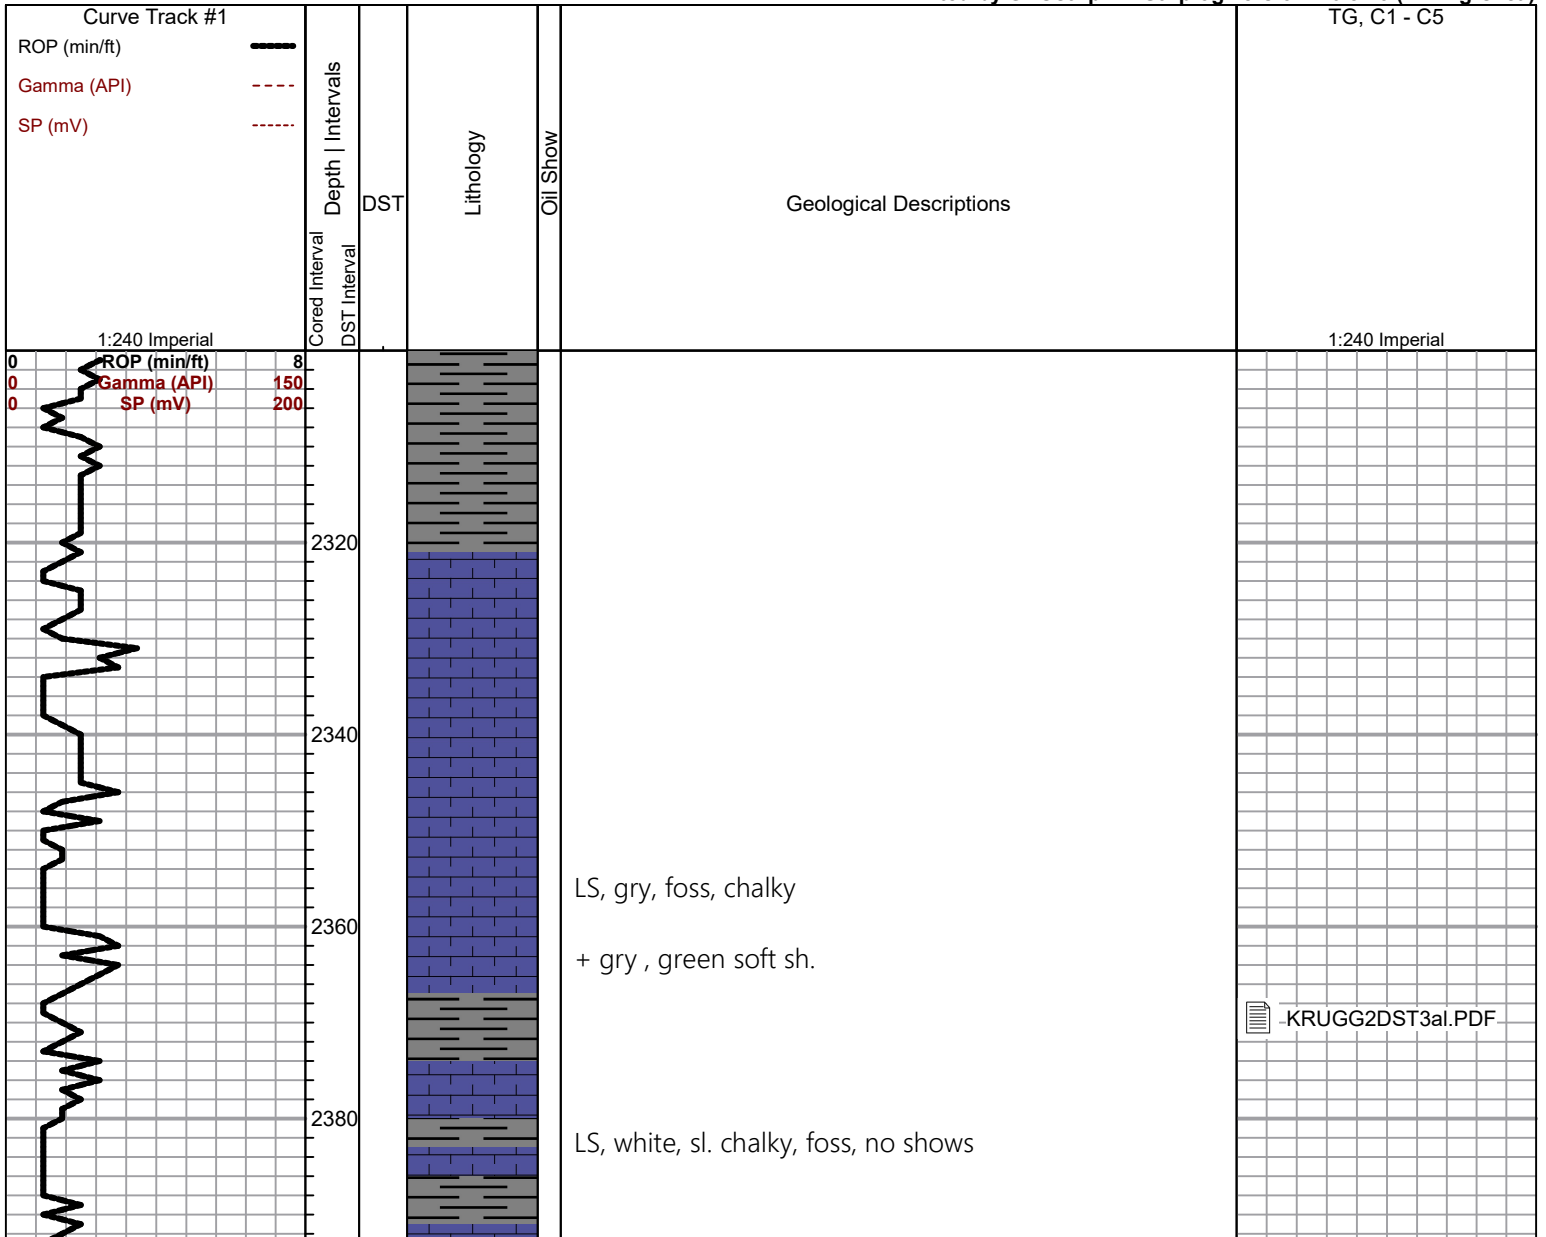 Curve Track #1
ROP (min/ft)
Gamma (API)
SP (mV)
1:240 Imperial
Depth | Intervals
Cored Interval
DST Interval
DST
Lithology
Oil Show
Geological Descriptions
TG, C1 - C5
1:240 Imperial
0 ROP (min/ft) 8
0 Gamma (API) 150
0 SP (mV) 200
2320
2340
LS, gry, foss, chalky
2360
+ gry , green soft sh.
KRUGG2DST3al.PDF
2380
LS, white, sl. chalky, foss, no shows